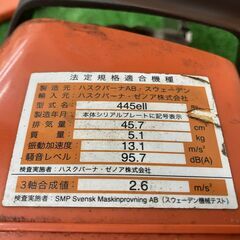 法定規格適合機種
製造元 ハスクバーナAB・スウェーデン
輸入元 ハスクバーナ・ゼノア株式会社
型式名 445eII
製造年月 本体シリアルプレートに記号表示
排気量 45.7 cm³
質量 5.1 kg
振動加速度 13.1 m/s²
騒音レベル 95.7 dB(A)
検査実施者：ハスクバーナ・ゼノア株式会社
3軸合成値 2.6 m/s²
検査実施者：SMP Svensk Maskinprovning AB（スウェーデン機械テスト）